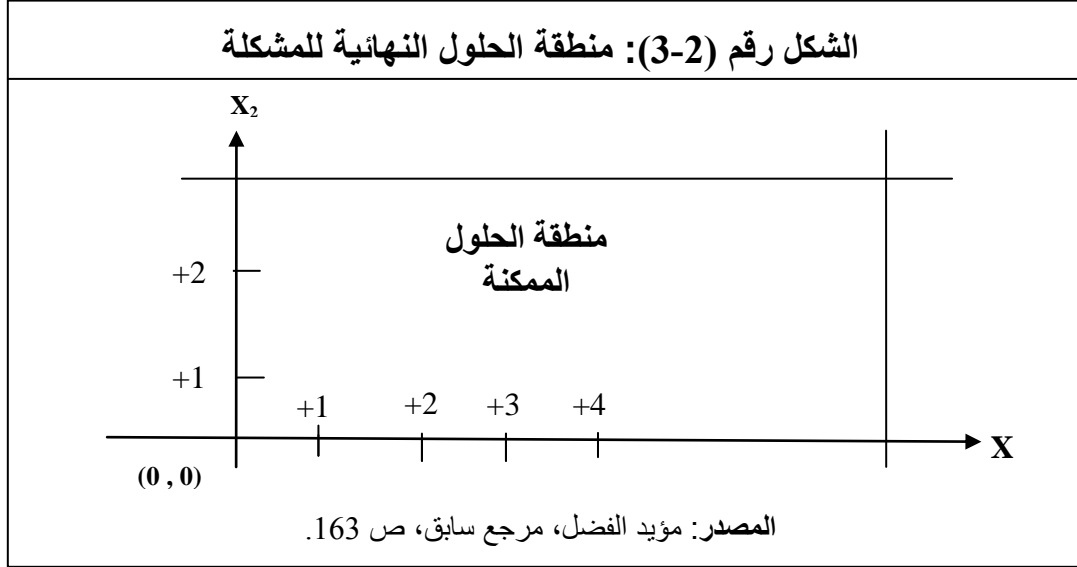 الشكل رقم (2-3): منطقة الحلول النهائية للمشكلة
X₂
منطقة الحلول
الممكنة
+2
+1
+1 +2 +3 +4
X
(0 , 0)
المصدر: مؤيد الفضل، مرجع سابق، ص 163.